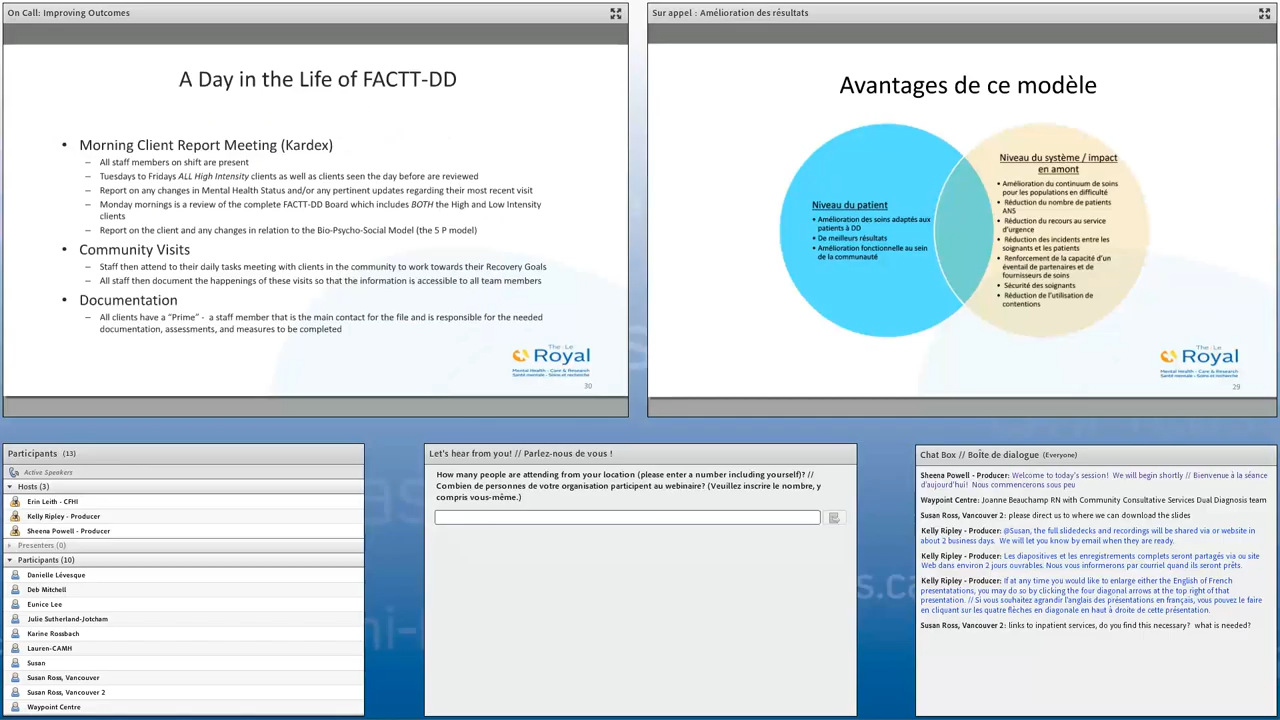 On Call: Improving Outcomes
A Day in the Life of FACTT-DD
• Morning Client Report Meeting (Kardex)
– All staff members on shift are present
– Tuesdays to Fridays ALL High Intensity clients as well as clients seen the day before are reviewed
– Report on any changes in Mental Health Status and/or any pertinent updates regarding their most recent visit
– Monday mornings is a review of the complete FACTT-DD Board which includes BOTH the High and Low Intensity
clients
– Report on the client and any changes in relation to the Bio-Psycho-Social Model (the 5 P model)
• Community Visits
– Staff then attend to their daily tasks meeting with clients in the community to work towards their Recovery Goals
– All staff then document the happenings of these visits so that the information is accessible to all team members
• Documentation
– All clients have a “Prime” - a staff member that is the main contact for the file and is responsible for the needed
documentation, assessments, and measures to be completed
The Le
Royal
Mental Health - Care & Research
Santé mentale - Soins et recherche
30
Sur appel : Amélioration des résultats
Avantages de ce modèle
Niveau du patient
• Amélioration des soins adaptés aux
patients à DD
• De meilleurs résultats
• Amélioration fonctionnelle au sein
de la communauté
Niveau du système / impact
en amont
• Amélioration du continuum de soins
pour les populations en difficulté
• Réduction du nombre de patients
ANS
• Réduction du recours au service
d’urgence
• Réduction des incidents entre les
soignants et les patients
• Renforcement de la capacité d’un
éventail de partenaires et de
fournisseurs de soins
• Sécurité des soignants
• Réduction de l’utilisation de
contentions
The Le
Royal
Mental Health - Care & Research
Santé mentale - Soins et recherche
29
Participants (13)
Active Speakers
Hosts (3)
Erin Leith - CFHI
Kelly Ripley - Producer
Sheena Powell - Producer
Presenters (0)
Participants (10)
Danielle Lévesque
Deb Mitchell
Eunice Lee
Julie Sutherland-Jotcham
Karine Rossbach
Lauren-CAMH
Susan
Susan Ross, Vancouver
Susan Ross, Vancouver 2
Waypoint Centre
Let's hear from you! // Parlez-nous de vous !
How many people are attending from your location (please enter a number including yourself)? //
Combien de personnes de votre organisation participent au webinaire? (Veuillez inscrire le nombre, y
compris vous-même.)
Chat Box // Boîte de dialogue (Everyone)
Sheena Powell - Producer: Welcome to today's session! We will begin shortly // Bienvenue à la séance
d'aujourd'hui! Nous commencerons sous peu
Waypoint Centre: Joanne Beauchamp RN with Community Consultative Services Dual Diagnosis team
Susan Ross, Vancouver 2: please direct us to where we can download the slides
Kelly Ripley - Producer: @Susan, the full slidedecks and recordings will be shared via or website in
about 2 business days. We will let you know by email when they are ready.
Kelly Ripley - Producer: Les diapositives et les enregistrements complets seront partagés via ou site
Web dans environ 2 jours ouvrables. Nous vous informerons par courriel quand ils seront prêts.
Kelly Ripley - Producer: If at any time you would like to enlarge either the English of French
presentatations, you may do so by clicking the four diagonal arrows at the top right of that
presentation. // Si vous souhaitez agrandir l'anglais des présentations en français, vous pouvez le faire
en cliquant sur les quatre flèches en diagonale en haut à droite de cette présentation.
Susan Ross, Vancouver 2: links to inpatient services, do you find this necessary? what is needed?
s.ca